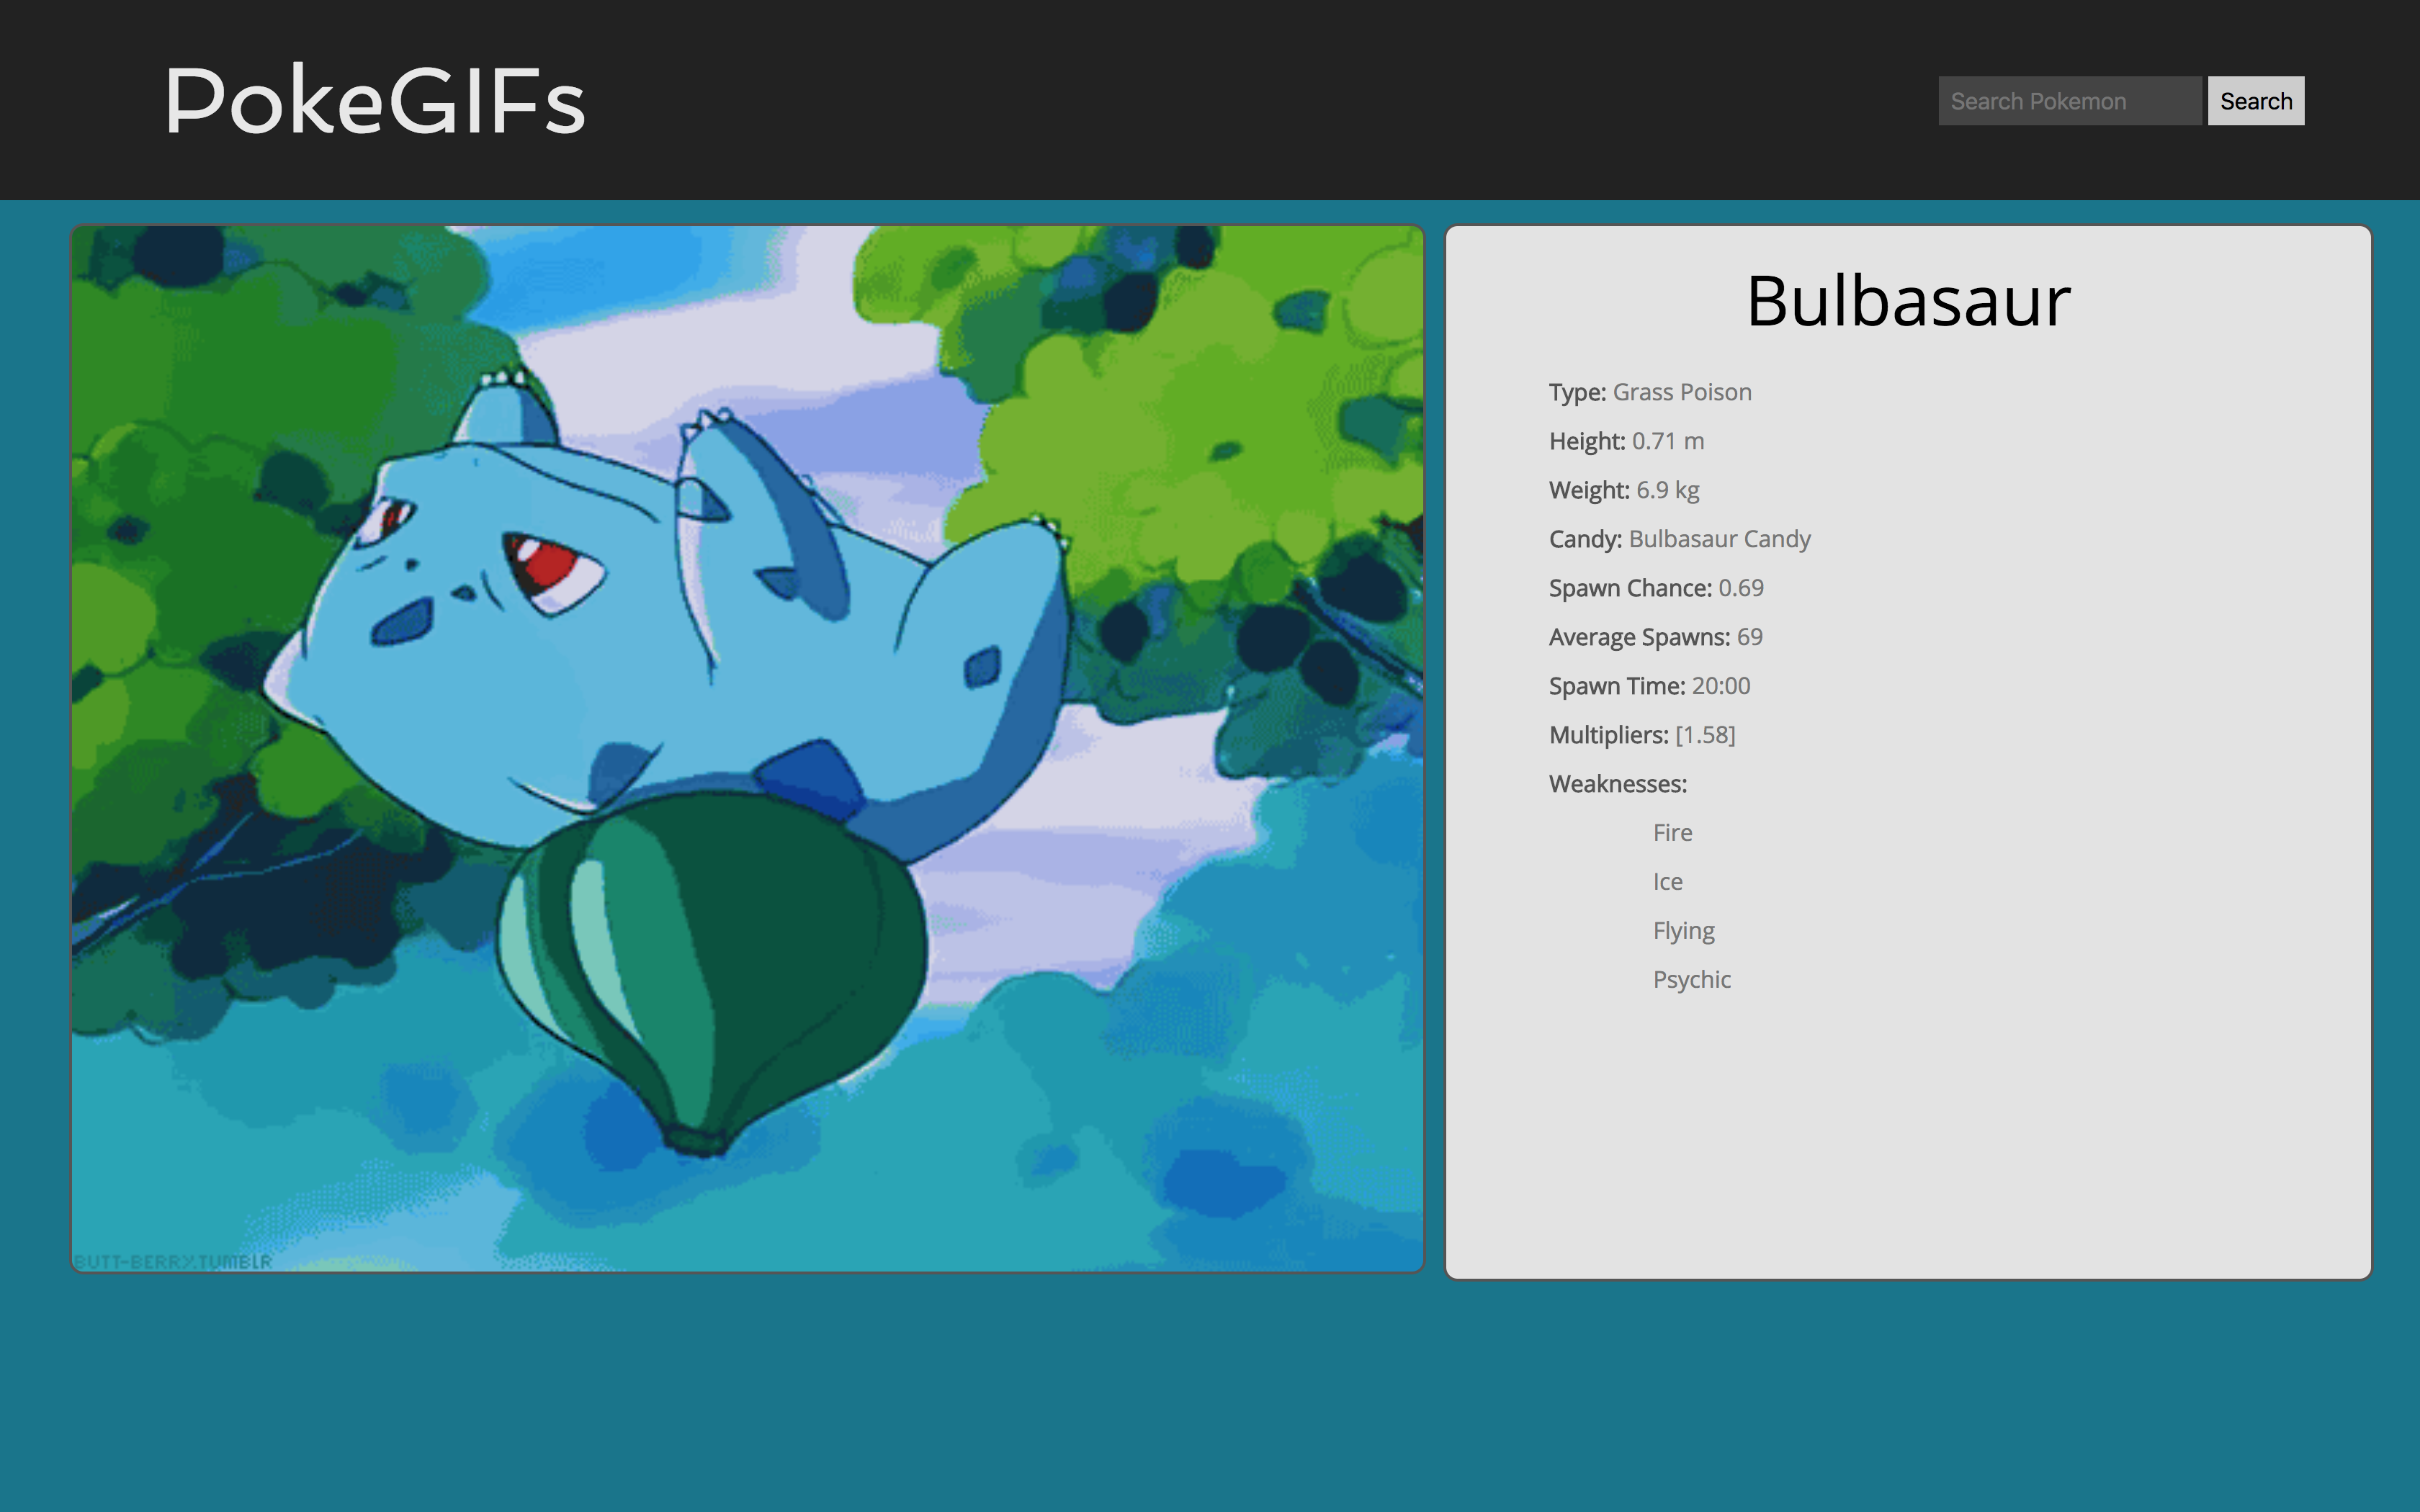 PokeGIFs
Search Pokemon
Search
Bulbasaur
Type: Grass Poison
Height: 0.71 m
Weight: 6.9 kg
Candy: Bulbasaur Candy
Spawn Chance: 0.69
Average Spawns: 69
Spawn Time: 20:00
Multipliers: [1.58]
Weaknesses:
Fire
Ice
Flying
Psychic
BUTT-BERRY.TUMBLR